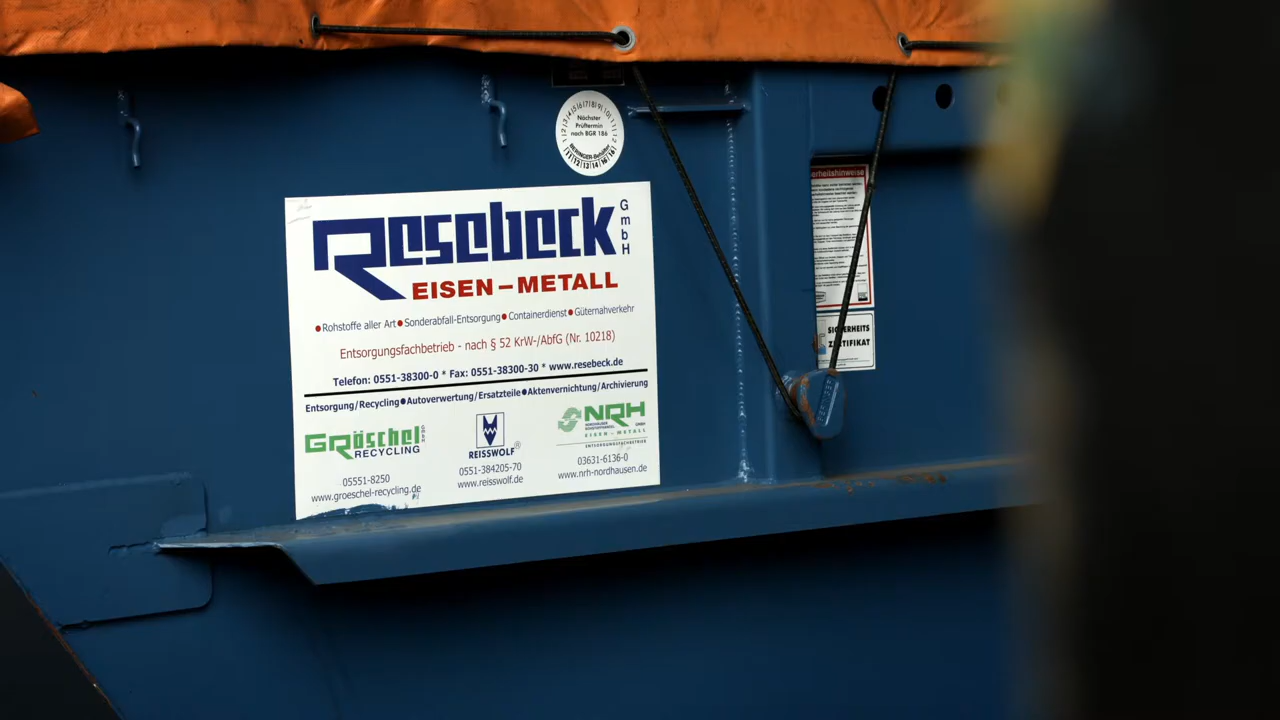 Nächster
Prüftermin
nach BGR 186
Resebeck GmbH
EISEN-METALL
•Rohstoffe aller Art•Sonderabfall-Entsorgung•Containerdienst•Güternahverkehr
Entsorgungsfachbetrieb - nach § 52 KrW-/AbfG (Nr. 10218)
Telefon: 0551-38300-0 * Fax: 0551-38300-30 * www.resebeck.de
Entsorgung/Recycling•Autoverwertung/Ersatzteile•Aktenvernichtung/Archivierung
Gröschel GmbH
RECYCLING
05551-8250
www.groeschel-recycling.de
REISSWOLF®
0551-384205-70
www.reisswolf.de
NRH
GMBH
EISEN-METALL
ENTSORGUNGSFACHBETRIEB
03631-6136-0
www.nrh-nordhausen.de
SICHERHEITS
ZERTIFIKAT